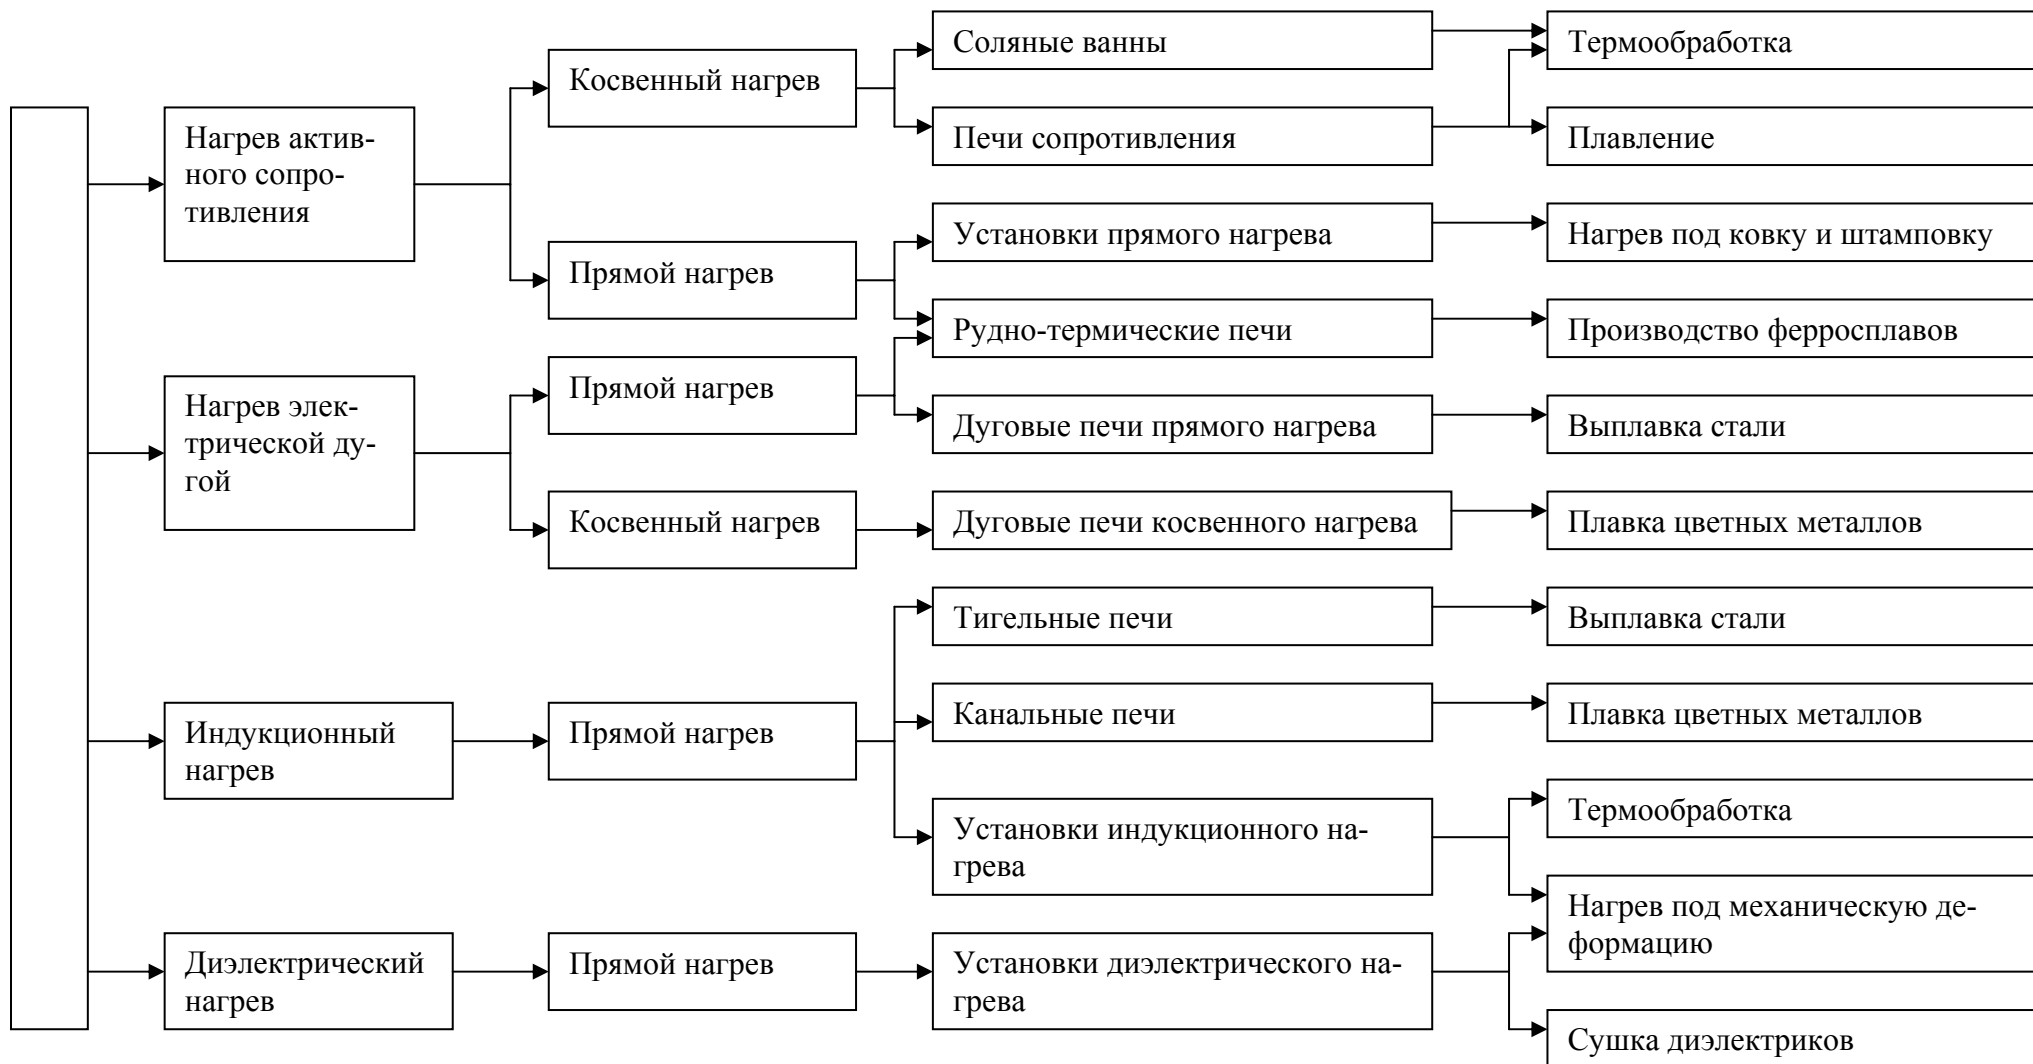 Нагрев актив-
ного сопро-
тивления
Нагрев элек-
трической ду-
гой
Индукционный
нагрев
Диэлектрический
нагрев
Косвенный нагрев
Прямой нагрев
Прямой нагрев
Косвенный нагрев
Прямой нагрев
Прямой нагрев
Соляные ванны
Печи сопротивления
Установки прямого нагрева
Рудно-термические печи
Дуговые печи прямого нагрева
Дуговые печи косвенного нагрева
Тигельные печи
Канальные печи
Установки индукционного на-
грева
Установки диэлектрического на-
грева
Термообработка
Плавление
Нагрев под ковку и штамповку
Производство ферросплавов
Выплавка стали
Плавка цветных металлов
Выплавка стали
Плавка цветных металлов
Термообработка
Нагрев под механическую де-
формацию
Сушка диэлектриков